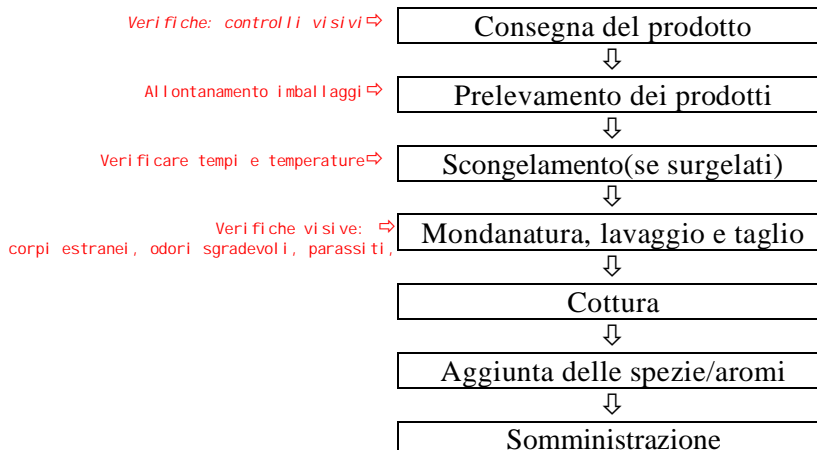 Verifiche: controlli visivi⇨ Consegna del prodotto
⇩
Allontanamento imballaggi⇨ Prelevamento dei prodotti
⇩
Verificare tempi e temperature⇨ Scongelamento(se surgelati)
⇩
Verifiche visive: ⇨ Mondanatura, lavaggio e taglio
corpi estranei, odori sgradevoli, parassiti,
⇩
Cottura
⇩
Aggiunta delle spezie/aromi
⇩
Somministrazione